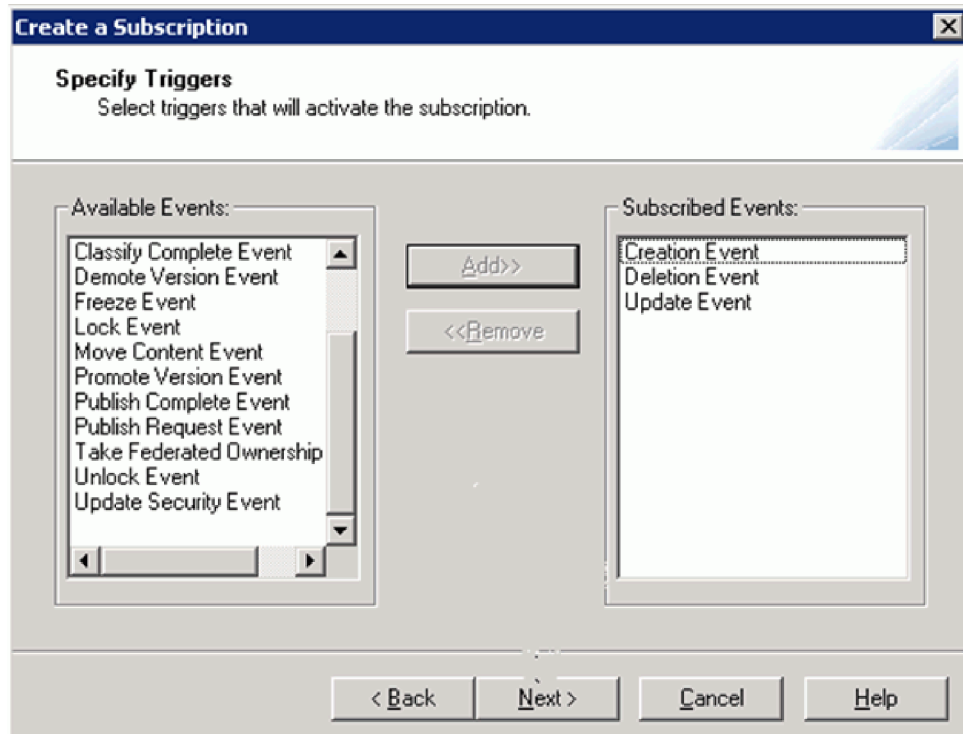 Create a Subscription
Specify Triggers
Select triggers that will activate the subscription.
Available Events:
Classify Complete Event
Demote Version Event
Freeze Event
Lock Event
Move Content Event
Promote Version Event
Publish Complete Event
Publish Request Event
Take Federated Ownership
Unlock Event
Update Security Event
Add>>
<<Remove
Subscribed Events:
Creation Event
Deletion Event
Update Event
< Back
Next >
Cancel
Help